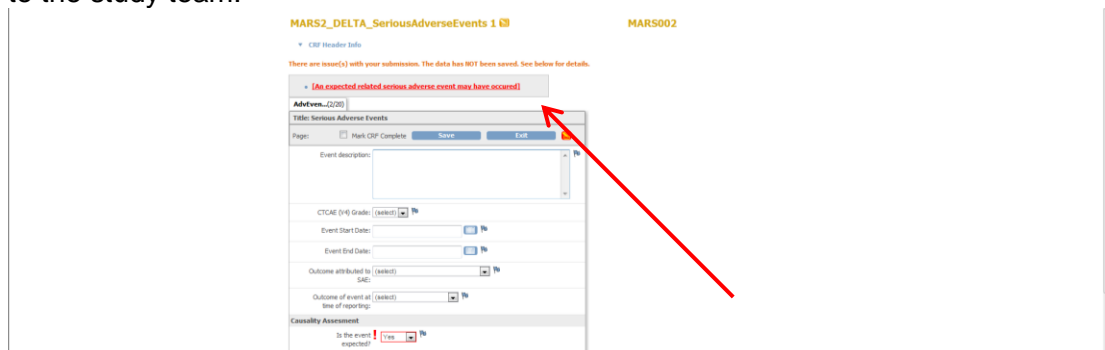 to the study team.
MARS2_DELTA_SeriousAdverseEvents 1 MARS002
CRF Header Info
There are issue(s) with your submission. The data has NOT been saved. See below for details.
[An expected related serious adverse event may have occured]
AdvEven...(2/20)
Title: Serious Adverse Events
Page: Mark CRF Complete Save Exit
Event description:
CTCAE (V4) Grade: (select)
Event Start Date:
Event End Date:
Outcome attributed to (select)
SAE:
Outcome of event at (select)
time of reporting:
Causality Assesment
Is the event ! Yes
expected?